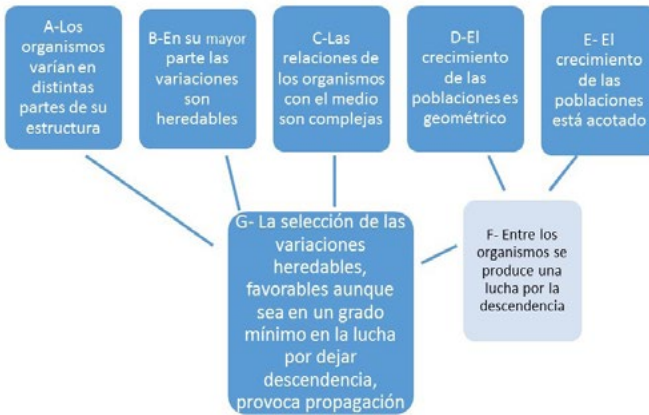 A-Los
organismos
varían en
distintas
partes de su
estructura
B-En su mayor
parte las
variaciones
son
heredables
C-Las
relaciones de
los organismos
con el medio
son complejas
D-El
crecimiento
de las
poblaciones es
geométrico
E- El
crecimiento
de las
poblaciones
está acotado
G- La selección de las
variaciones
heredables,
favorables aunque
sea en un grado
mínimo en la lucha
por dejar
descendencia,
provoca propagación
F- Entre los
organismos se
produce una
lucha por la
descendencia